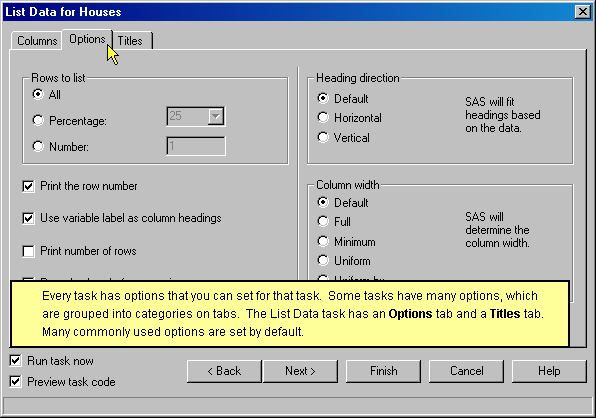 List Data for Houses
Columns
Options
Titles
Rows to list
All
Percentage:
25
Number:
1
Print the row number
Use variable label as column headings
Print number of rows
Heading direction
Default
Horizontal
Vertical
SAS will fit
headings based
on the data.
Column width
Default
Full
Minimum
Uniform
Uniform by
SAS will
determine the
column width.
Every task has options that you can set for that task. Some tasks have many options, which
are grouped into categories on tabs. The List Data task has an Options tab and a Titles tab.
Many commonly used options are set by default.
Run task now
Preview task code
< Back
Next >
Finish
Cancel
Help